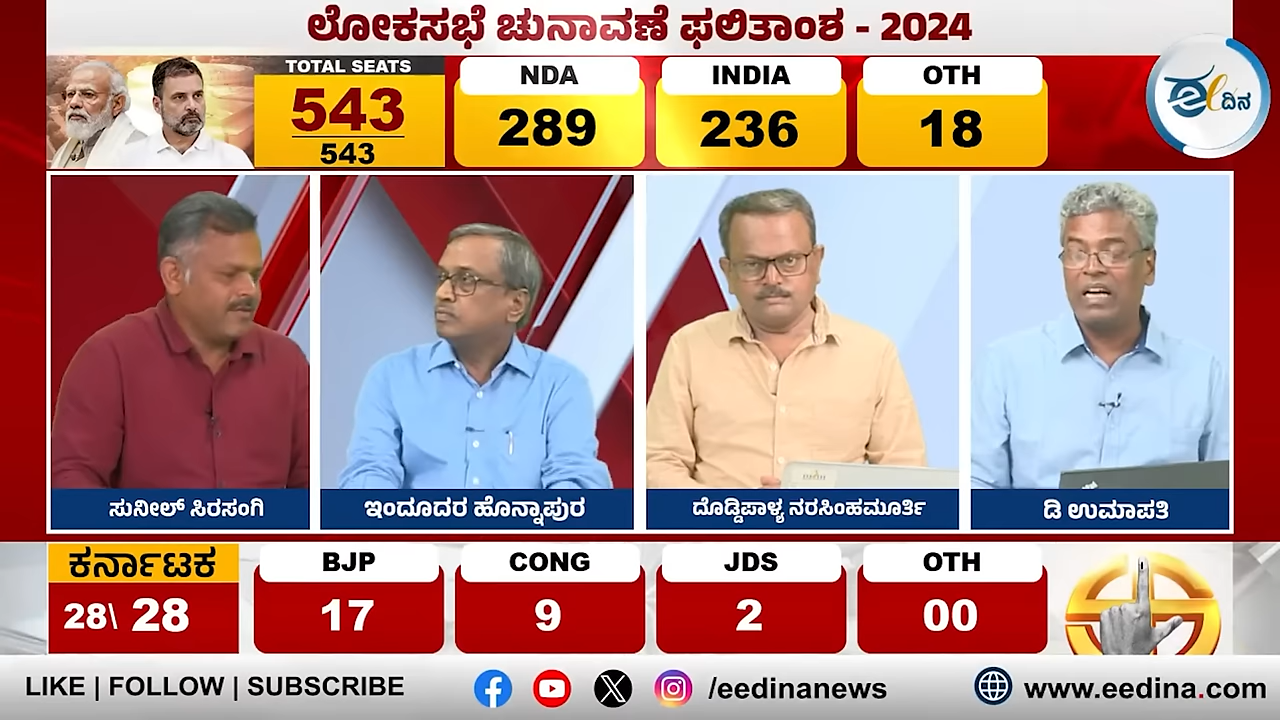 ಲೋಕಸಭೆ ಚುನಾವಣೆ ಫಲಿತಾಂಶ - 2024
TOTAL SEATS
543
543
NDA
289
INDIA
236
OTH
18
ಈ ದಿನ
ಸುನೀಲ್ ಸಿರಸಂಗಿ
ಇಂದೂದರ ಹೊನ್ನಾಪುರ
ದೊಡ್ಡಿಪಾಳ್ಯ ನರಸಿಂಹಮೂರ್ತಿ
ಡಿ ಉಮಾಪತಿ
ಕರ್ನಾಟಕ
28\ 28
BJP
17
CONG
9
JDS
2
OTH
00
LIKE | FOLLOW | SUBSCRIBE
/eedinanews
www.eedina.com